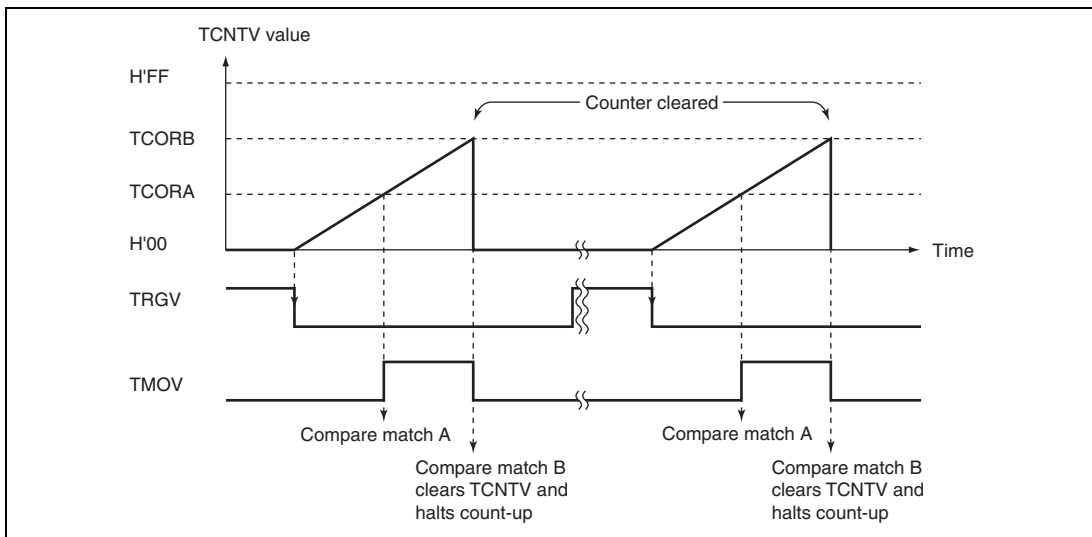 TCNTV value
H'FF
Counter cleared
TCORB
TCORA
H'00
Time
TRGV
TMOV
Compare match A
Compare match A
Compare match B
clears TCNTV and
halts count-up
Compare match B
clears TCNTV and
halts count-up